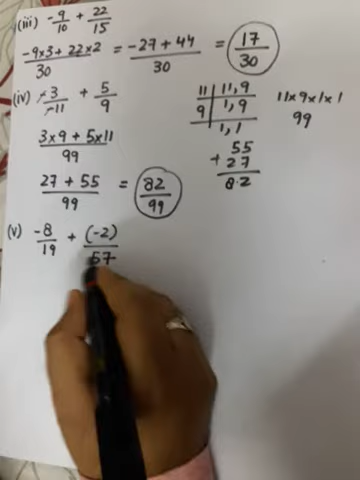 (iii) -9/10 + 22/15
-9×3 + 22×2/30 = -27+44/30 = 17/30
(iv) -3/-11 + 5/9
3×9 + 5×11/99
27 + 55/99 = 82/99
11 | 11, 9
9 | 1, 9
1, 1
11×9×1×1
99
55
+ 27
82
(v) -8/19 + (-2)/57